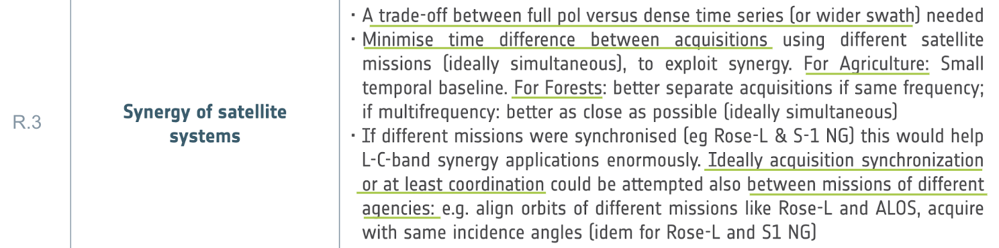 R.3
Synergy of satellite
systems
· A trade-off between full pol versus dense time series (or wider swath) needed
· Minimise time difference between acquisitions using different satellite
missions (ideally simultaneous), to exploit synergy. For Agriculture: Small
temporal baseline. For Forests: better separate acquisitions if same frequency;
if multifrequency: better as close as possible (ideally simultaneous)
· If different missions were synchronised (eg Rose-L & S-1 NG) this would help
L-C-band synergy applications enormously. Ideally acquisition synchronization
or at least coordination could be attempted also between missions of different
agencies: e.g. align orbits of different missions like Rose-L and ALOS, acquire
with same incidence angles (idem for Rose-L and S1 NG)